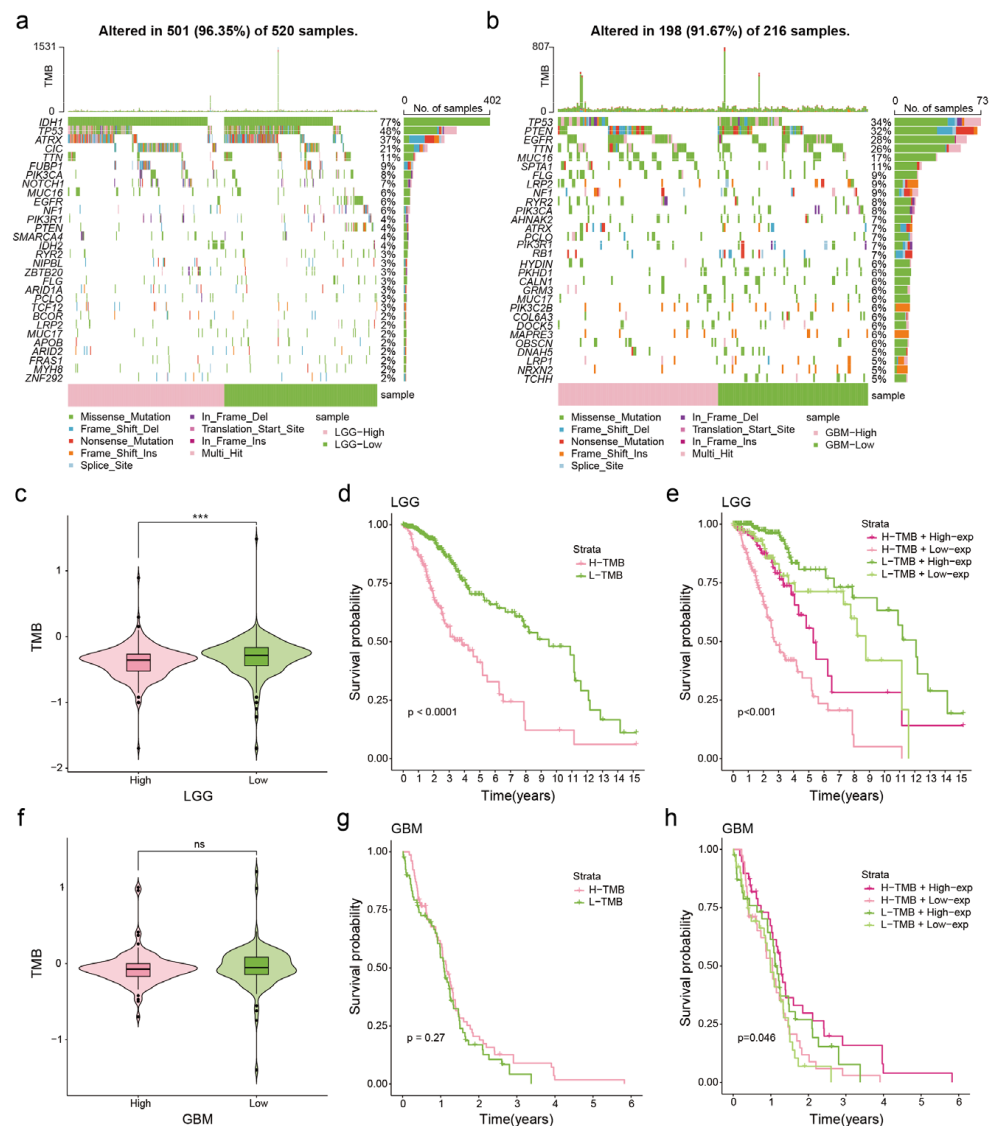 a
Altered in 501 (96.35%) of 520 samples.
1531
TMB
0
0 402
No. of samples
IDH1 77%
TP53 48%
ATRX 37%
CIC 21%
TTN 11%
FUBP1 9%
PIK3CA 8%
NOTCH1 7%
MUC16 6%
EGFR 6%
NF1 6%
PIK3R1 4%
PTEN 4%
SMARCA4 4%
IDH2 4%
RYR2 3%
NIPBL 3%
ZBTB20 3%
FLG 3%
ARID1A 3%
PCLO 3%
TCF12 3%
BCOR 2%
LRP2 2%
MUC17 2%
APOB 2%
ARID2 2%
FRAS1 2%
MYH8 2%
ZNF292 2%
sample
Missense_Mutation
Frame_Shift_Del
Nonsense_Mutation
Frame_Shift_Ins
Splice_Site
In_Frame_Del
Translation_Start_Site
In_Frame_Ins
Multi_Hit
sample
LGG-High
LGG-Low
b
Altered in 198 (91.67%) of 216 samples.
807
TMB
0
0 73
No. of samples
TP53 34%
PTEN 32%
EGFR 28%
TTN 26%
MUC16 17%
SPTA1 11%
FLG 9%
LRP2 9%
NF1 9%
RYR2 8%
PIK3CA 8%
AHNAK2 7%
ATRX 7%
PCLO 7%
PIK3R1 7%
RB1 7%
HYDIN 6%
PKHD1 6%
CALN1 6%
GRM3 6%
MUC17 6%
PIK3C2B 6%
COL6A3 6%
DOCK5 6%
MAPRE3 6%
OBSCN 6%
DNAH5 5%
LRP1 5%
NRXN2 5%
TCHH 5%
sample
Missense_Mutation
Frame_Shift_Del
Nonsense_Mutation
Frame_Shift_Ins
Splice_Site
In_Frame_Del
Translation_Start_Site
In_Frame_Ins
Multi_Hit
sample
GBM-High
GBM-Low
c
***
TMB
1
0
−1
−2
High Low
LGG
d
LGG
Survival probability
1.00
0.75
0.50
0.25
0.00
Strata
H−TMB
L−TMB
p < 0.0001
0 1 2 3 4 5 6 7 8 9 10 11 12 13 14 15
Time(years)
e
LGG
Survival probability
1.00
0.75
0.50
0.25
0.00
Strata
H−TMB + High−exp
H−TMB + Low−exp
L−TMB + High−exp
L−TMB + Low−exp
p<0.001
0 1 2 3 4 5 6 7 8 9 10 11 12 13 14 15
Time(years)
f
ns
TMB
1
0
−1
High Low
GBM
g
GBM
Survival probability
1.00
0.75
0.50
0.25
0.00
Strata
H−TMB
L−TMB
p = 0.27
0 1 2 3 4 5 6
Time(years)
h
GBM
Survival probability
1.00
0.75
0.50
0.25
0.00
Strata
H−TMB + High−exp
H−TMB + Low−exp
L−TMB + High−exp
L−TMB + Low−exp
p=0.046
0 1 2 3 4 5 6
Time(years)